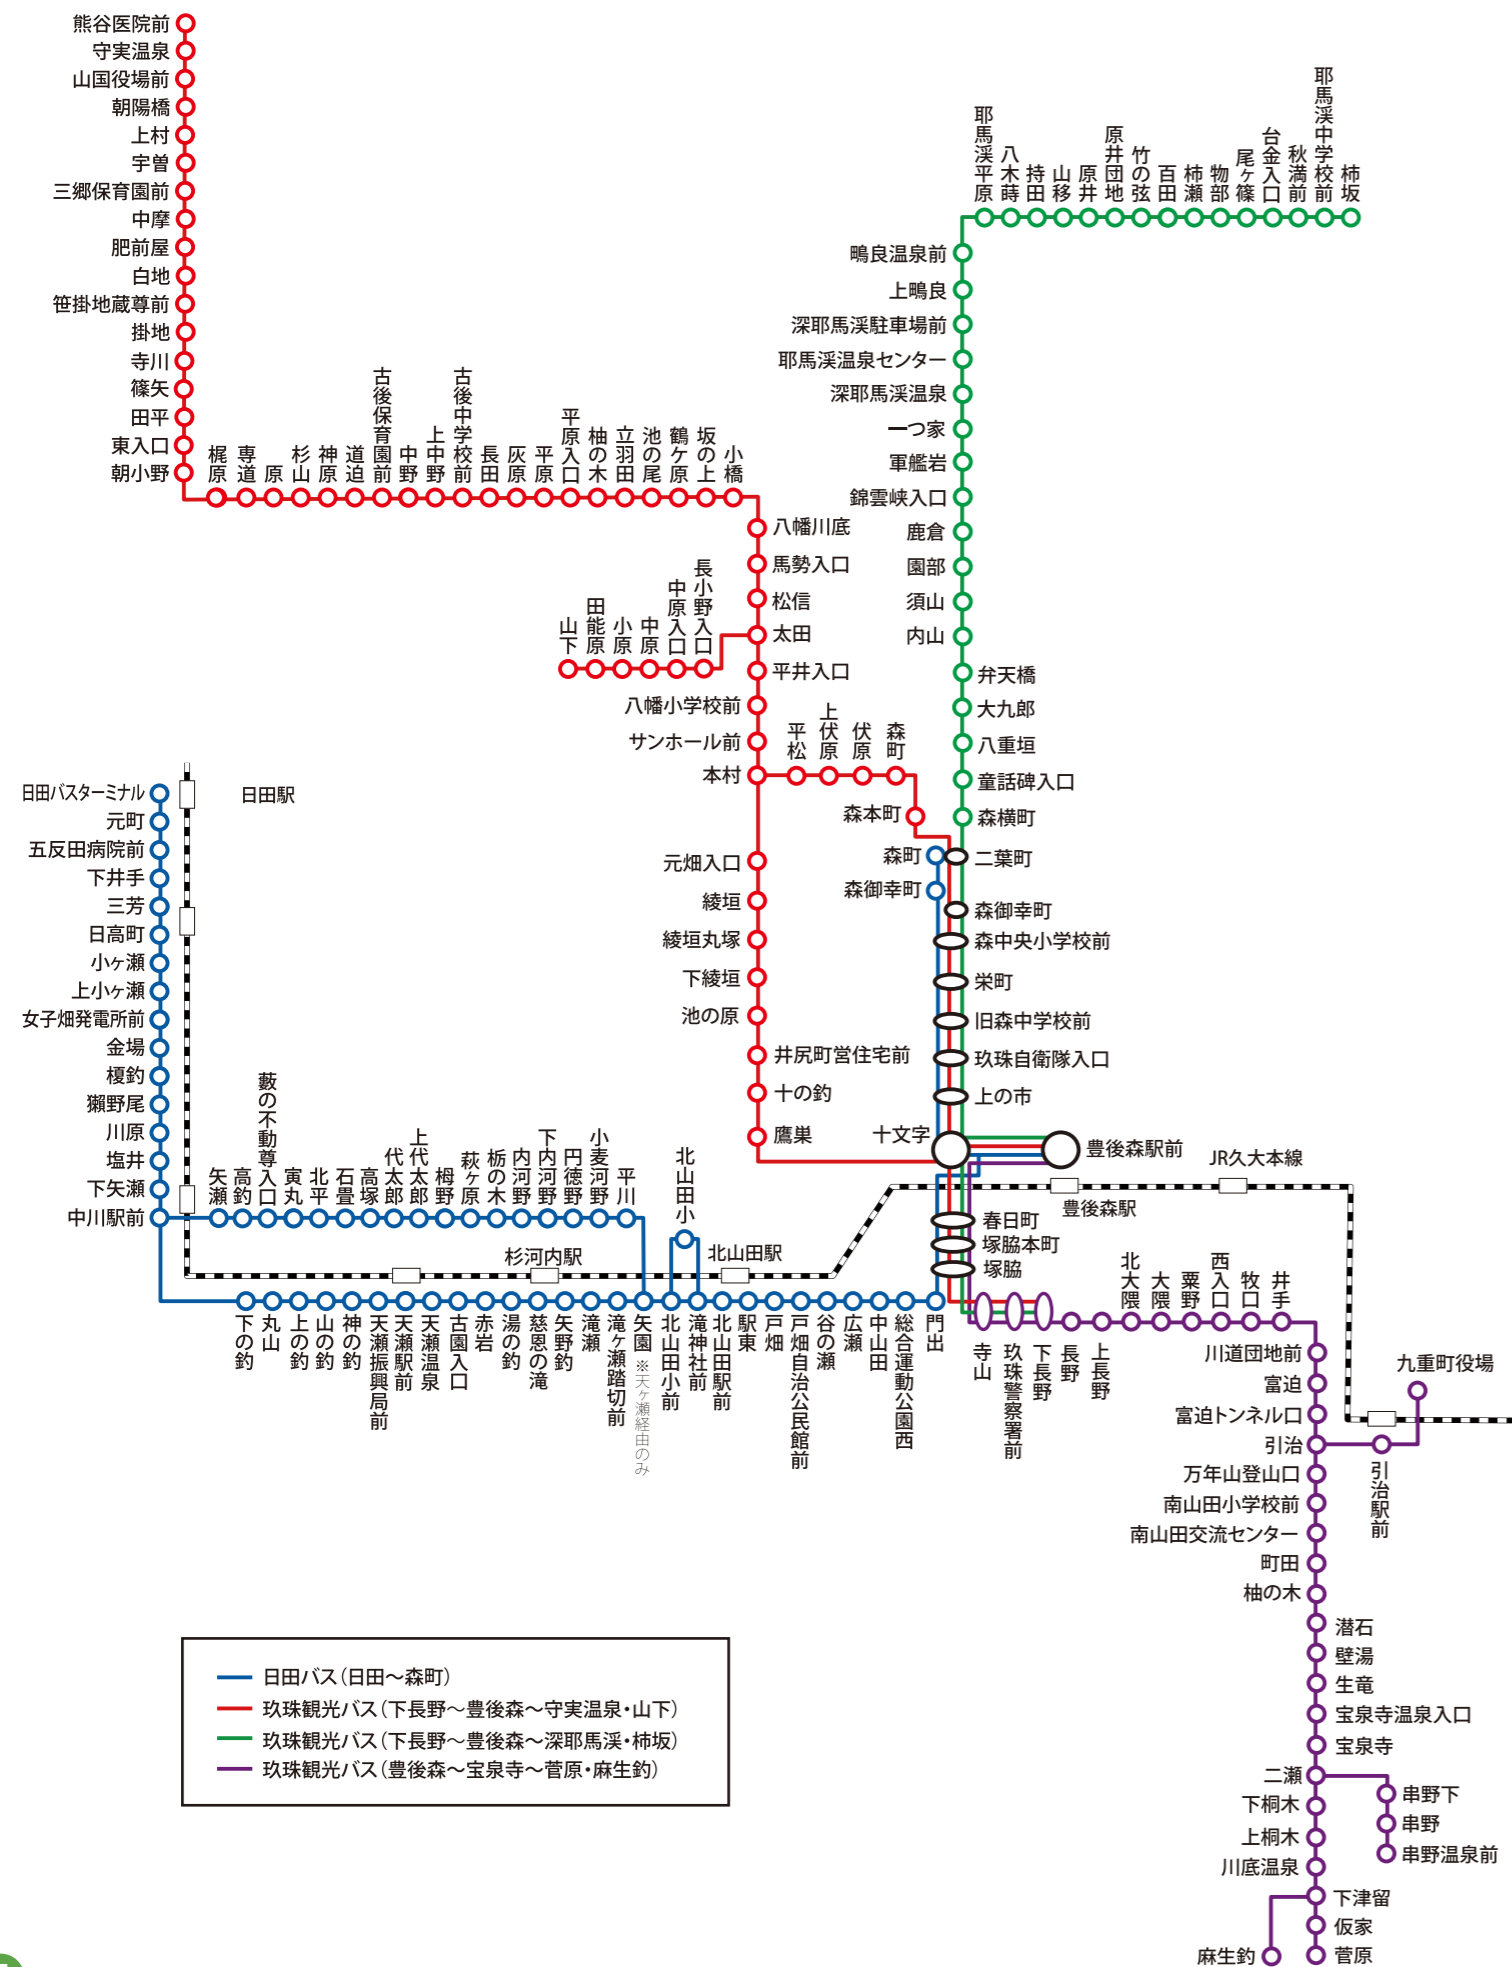 熊谷医院前
守実温泉
山国役場前
朝陽橋
上村
宇曽
三郷保育園前
中摩
肥前屋
白地
笹掛地蔵尊前
掛地
寺川
篠矢
田平
東入口
朝小野
梶原
専道
原
杉山
神原
道迫
古後保育園前
中野
上中野
古後中学校前
長田
灰原
平原
平原入口
柚の木
立羽田
池の尾
鶴ケ原
坂の上
小橋
八幡川底
馬勢入口
松信
太田
平井入口
八幡小学校前
サンホール前
本村
山下
田能原
小原
中原
中原入口
長小野入口
平松
上伏原
伏原
森町
森本町
元畑入口
綾垣
綾垣丸塚
下綾垣
池の原
井尻町営住宅前
十の釣
鷹巣
耶馬渓平原
八木蒔
持田
山移
原井
原井団地
竹の弦
百田
柿瀬
物部
尾ヶ篠
台金入口
秋満前
耶馬渓中学校前
柿坂
鴫良温泉前
上鴫良
深耶馬渓駐車場前
耶馬渓温泉センター
深耶馬渓温泉
一つ家
軍艦岩
錦雲峡入口
鹿倉
園部
須山
内山
弁天橋
大九郎
八重垣
童話碑入口
森横町
森町
二葉町
森御幸町
森御幸町
森中央小学校前
栄町
旧森中学校前
玖珠自衛隊入口
上の市
十文字
豊後森駅前
JR久大本線
豊後森駅
春日町
塚脇本町
塚脇
日田バスターミナル
日田駅
元町
五反田病院前
下井手
三芳
日高町
小ヶ瀬
上小ヶ瀬
女子畑発電所前
金場
榎釣
獺野尾
川原
塩井
下矢瀬
中川駅前
矢瀬
高釣
藪の不動尊入口
寅丸
北平
石畳
高塚
代太郎
上代太郎
栂野
萩ヶ原
栃の木
内河野
下内河野
円徳野
小麦河野
平川
北山田小
杉河内駅
北山田駅
下の釣
丸山
上の釣
山の釣
神の釣
天瀬振興局前
天瀬駅前
天瀬温泉
古園入口
赤岩
湯の釣
慈恩の滝
矢野釣
滝瀬
滝ヶ瀬踏切前
矢園 ※天ヶ瀬経由のみ
北山田小前
滝神社前
北山田駅前
駅東
戸畑
戸畑自治公民館前
谷の瀬
広瀬
中山田
総合運動公園西
門出
寺山
玖珠警察署前
下長野
長野
上長野
北大隈
大隈
粟野
西入口
牧口
井手
川道団地前
富迫
富迫トンネル口
引治
引治駅前
九重町役場
万年山登山口
南山田小学校前
南山田交流センター
町田
柚の木
潜石
壁湯
生竜
宝泉寺温泉入口
宝泉寺
二瀬
串野下
串野
串野温泉前
下桐木
上桐木
川底温泉
下津留
仮家
麻生釣
菅原
日田バス（日田～森町）
玖珠観光バス（下長野～豊後森～守実温泉・山下）
玖珠観光バス（下長野～豊後森～深耶馬渓・柿坂）
玖珠観光バス（豊後森～宝泉寺～菅原・麻生釣）